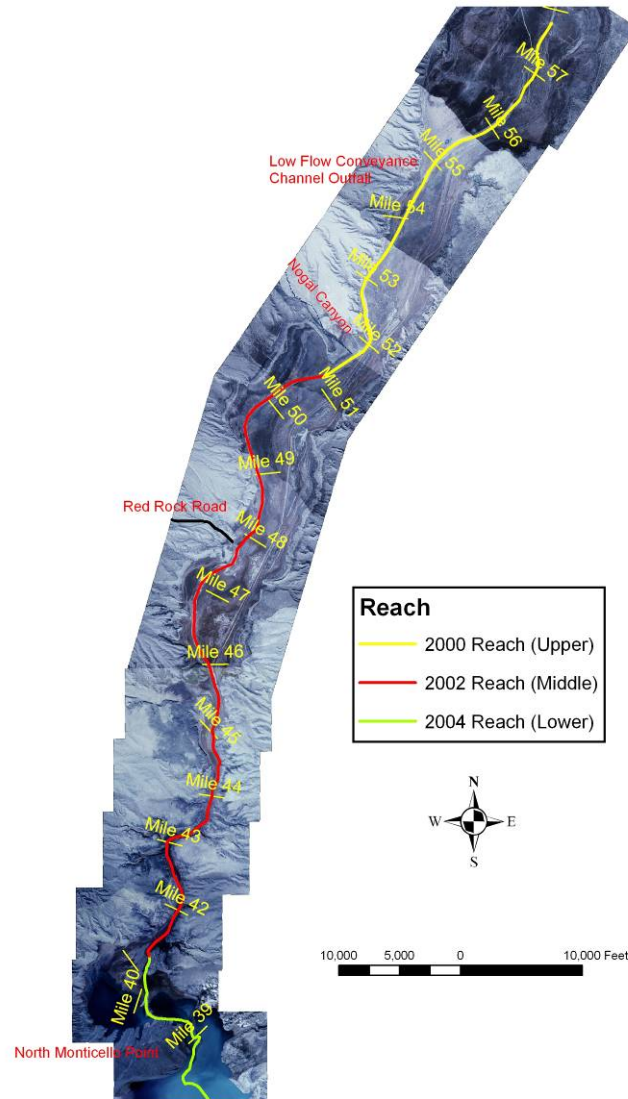 Mile 57
Mile 56
Mile 55
Low Flow Conveyance
Channel Outfall
Mile 54
Mile 53
Nogal Canyon
Mile 52
Mile 51
Mile 50
Mile 49
Red Rock Road
Mile 48
Mile 47
Mile 46
Mile 45
Mile 44
Mile 43
Mile 42
Mile 40
Mile 39
North Monticello Point
Reach
2000 Reach (Upper)
2002 Reach (Middle)
2004 Reach (Lower)
N
W E
S
10,000 5,000 0 10,000 Feet